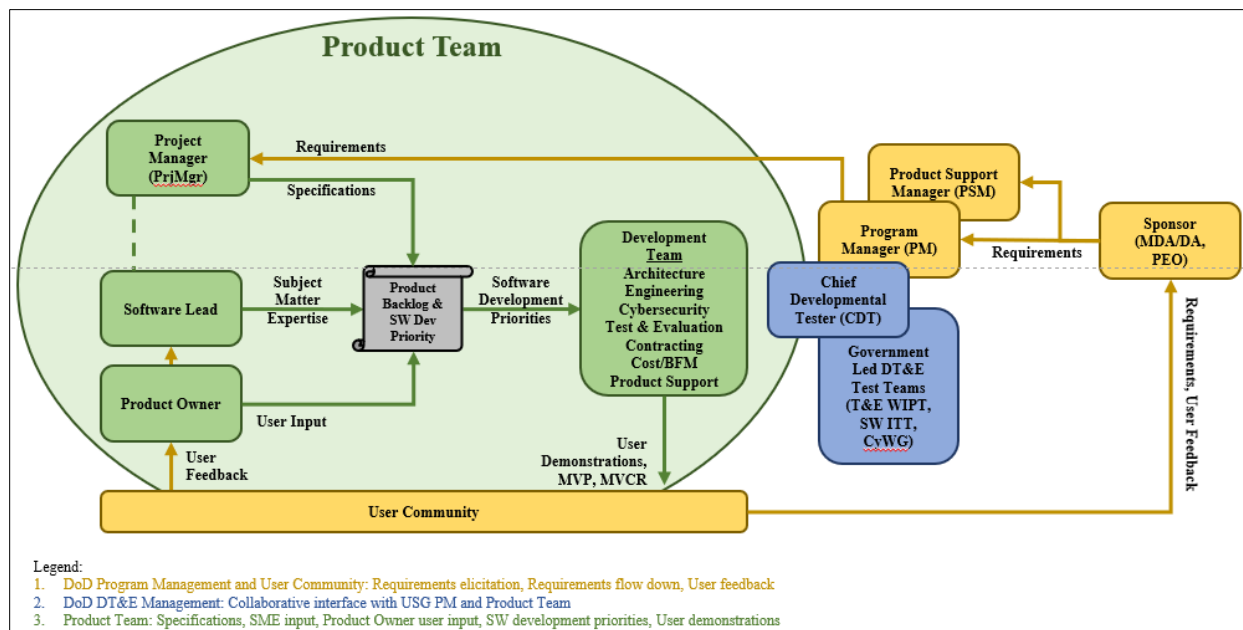 Product Team
Project
Manager
(PrjMgr)
Requirements
Specifications
Product Support
Manager (PSM)
Program
Manager (PM)
Sponsor
(MDA/DA,
PEO)
Requirements
Software Lead
Subject
Matter
Expertise
Product
Backlog &
SW Dev
Priority
Software
Development
Priorities
Development
Team
Architecture
Engineering
Cybersecurity
Test & Evaluation
Contracting
Cost/BFM
Product Support
Chief
Developmental
Tester (CDT)
Government
Led DT&E
Test Teams
(T&E WIPT,
SW ITT,
CyWG)
Requirements, User Feedback
Product Owner
User Input
User
Feedback
User
Demonstrations,
MVP, MVCR
User Community
Legend:
1. DoD Program Management and User Community: Requirements elicitation, Requirements flow down, User feedback
2. DoD DT&E Management: Collaborative interface with USG PM and Product Team
3. Product Team: Specifications, SME input, Product Owner user input, SW development priorities, User demonstrations